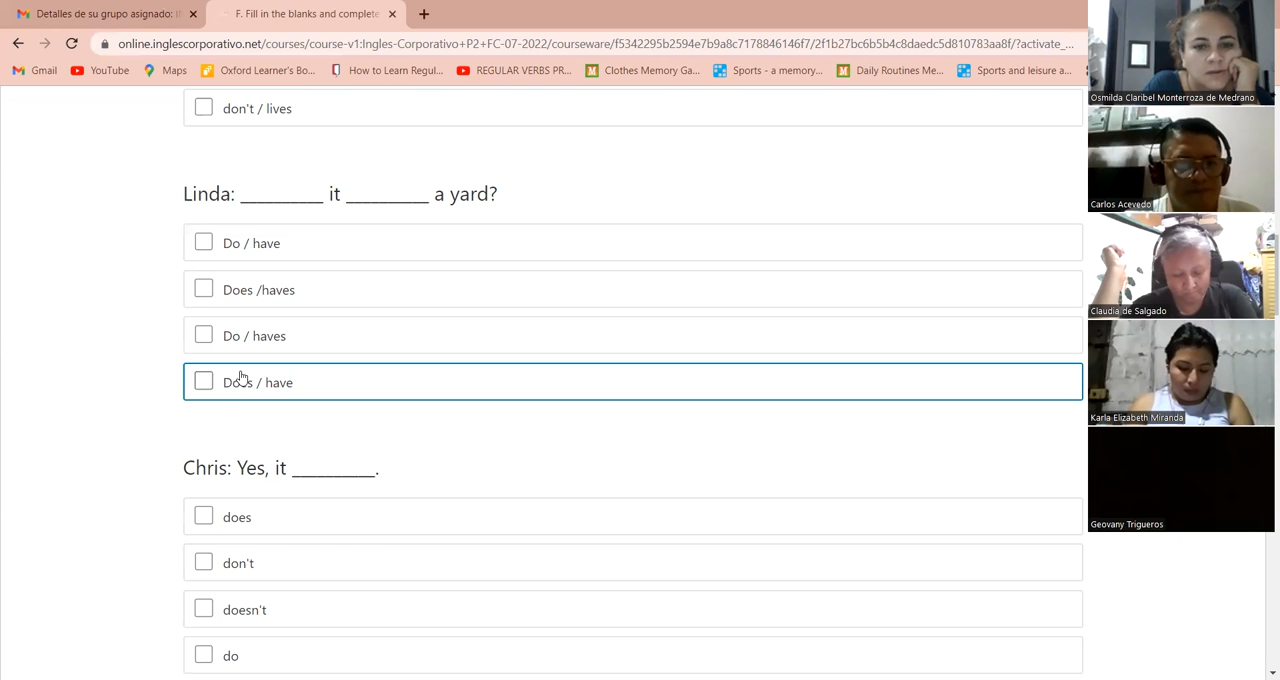 Detalles de su grupo asignado: I
F. Fill in the blanks and complete
online.inglescorporativo.net/courses/course-v1:Ingles-Corporativo+P2+FC-07-2022/courseware/f5342295b2594e7b9a8c7178846146f7/2f1b27bc6b5b4c8daedc5d810783aa8f/?activate_...
Gmail
YouTube
Maps
Oxford Learner's Bo...
How to Learn Regul...
REGULAR VERBS PR...
Clothes Memory Ga...
Sports - a memory...
Daily Routines Me...
Sports and leisure a...
don't / lives
Linda: __________ it __________ a yard?
Do / have
Does /haves
Do / haves
Does / have
Chris: Yes, it __________.
does
don't
doesn't
do
Osmilda Claribel Monterroza de Medrano
Carlos Acevedo
Claudia de Salgado
Karla Elizabeth Miranda
Geovany Trigueros